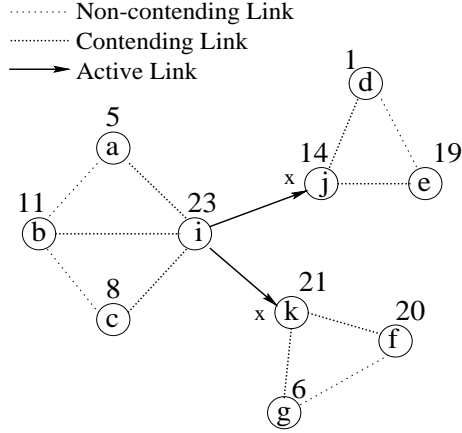 Non-contending Link
Contending Link
Active Link
1
d
5
a
14
x
j
19
e
11
b
23
i
8
c
21
x
k
20
f
6
g